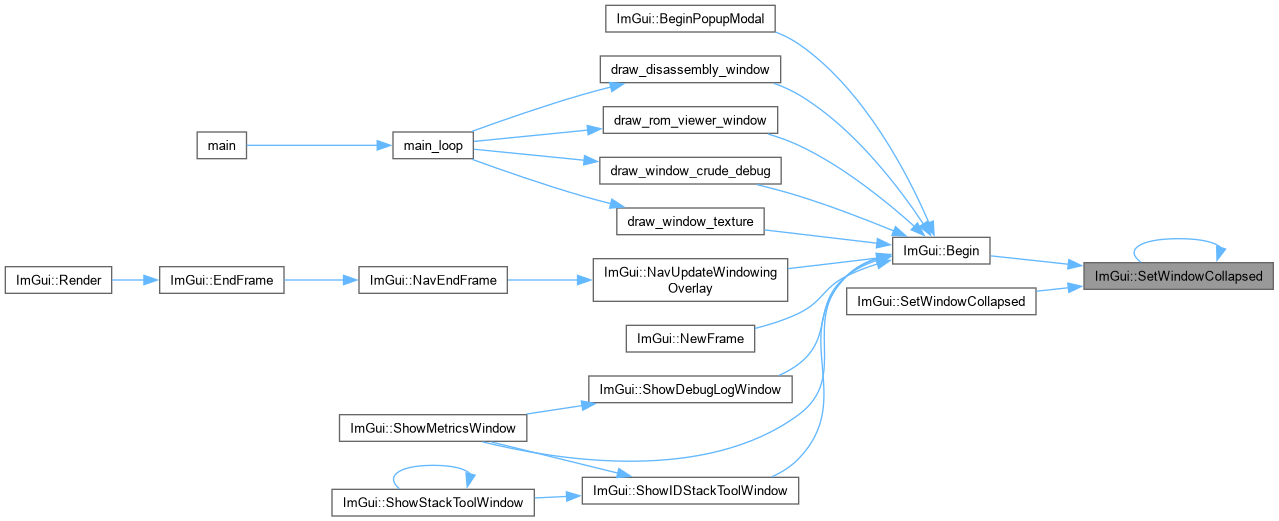 ImGui::BeginPopupModal
draw_disassembly_window
draw_rom_viewer_window
main
main_loop
draw_window_crude_debug
draw_window_texture
ImGui::Begin
ImGui::Render
ImGui::EndFrame
ImGui::NavEndFrame
ImGui::NavUpdateWindowing
Overlay
ImGui::SetWindowCollapsed
ImGui::SetWindowCollapsed
ImGui::NewFrame
ImGui::ShowDebugLogWindow
ImGui::ShowMetricsWindow
ImGui::ShowStackToolWindow
ImGui::ShowIDStackToolWindow